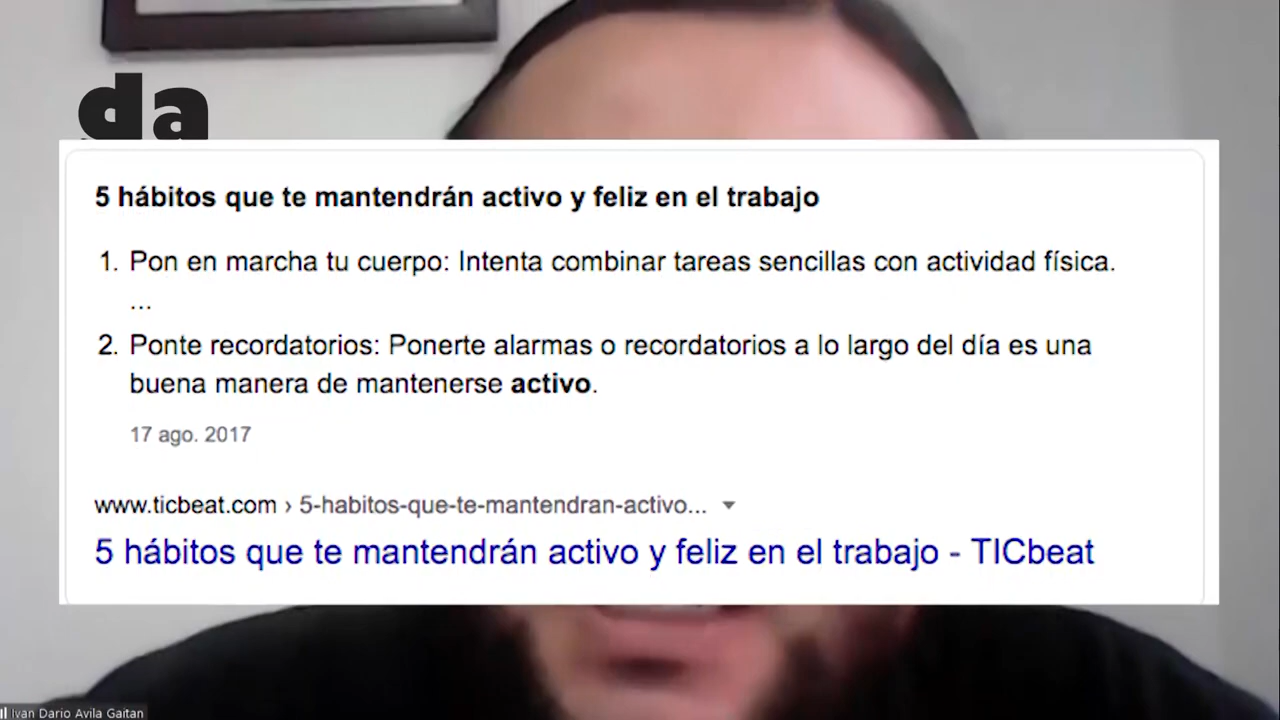 da
5 hábitos que te mantendrán activo y feliz en el trabajo
1. Pon en marcha tu cuerpo: Intenta combinar tareas sencillas con actividad física.
...
2. Ponte recordatorios: Ponerte alarmas o recordatorios a lo largo del día es una
buena manera de mantenerse activo.
17 ago. 2017
www.ticbeat.com › 5-habitos-que-te-mantendran-activo...
5 hábitos que te mantendrán activo y feliz en el trabajo - TICbeat
Ivan Dario Avila Gaitan